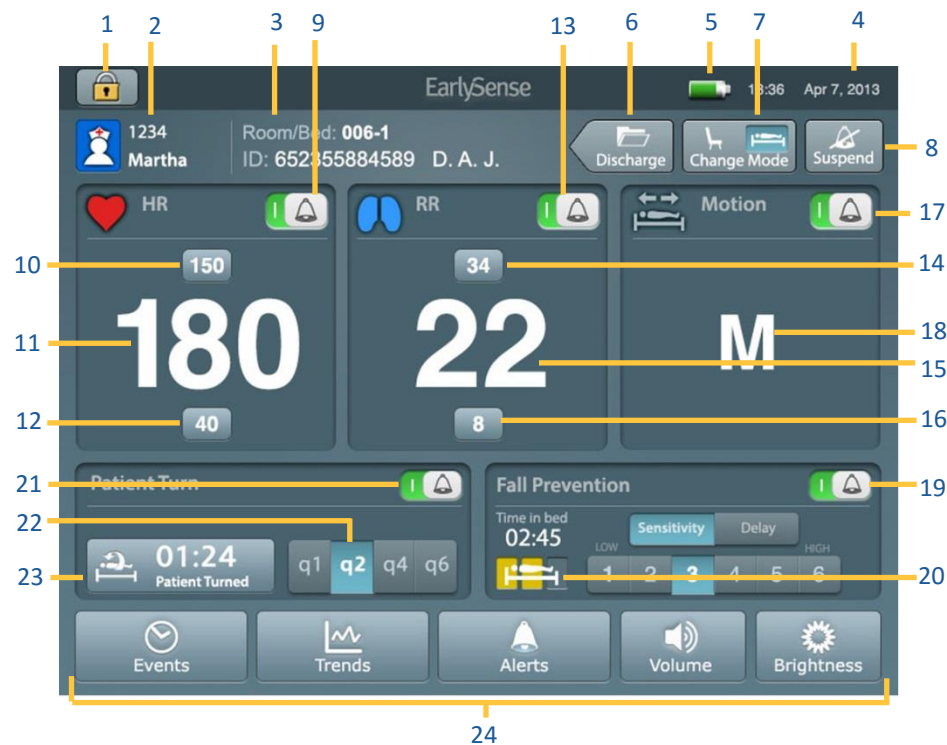 1 2 3 9 13 6 5 7 4
EarlySense 18:36 Apr 7, 2013
1234
Martha
Room/Bed: 006-1
ID: 652355884589 D. A. J.
Discharge
Change Mode
Suspend
8
HR
RR
Motion
17
10 150 34 14
11 180 22 M 18
15
12 40 8 16
21 Patient Turn
Fall Prevention 19
22
Time in bed
02:45
Sensitivity Delay
LOW HIGH
23 01:24
Patient Turned
q1 q2 q4 q6
1 2 3 4 5 6
20
Events Trends Alerts Volume Brightness
24